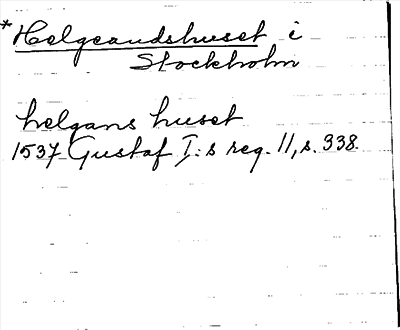 *Helgeandshuset i
Stockholm
helgans huset
1537 Gustaf I:s reg. 11, s. 338.